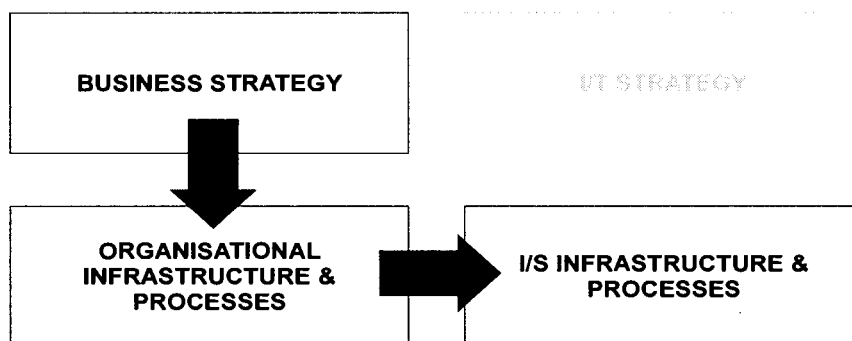 BUSINESS STRATEGY
I/T STRATEGY
ORGANISATIONAL
INFRASTRUCTURE &
PROCESSES
I/S INFRASTRUCTURE &
PROCESSES